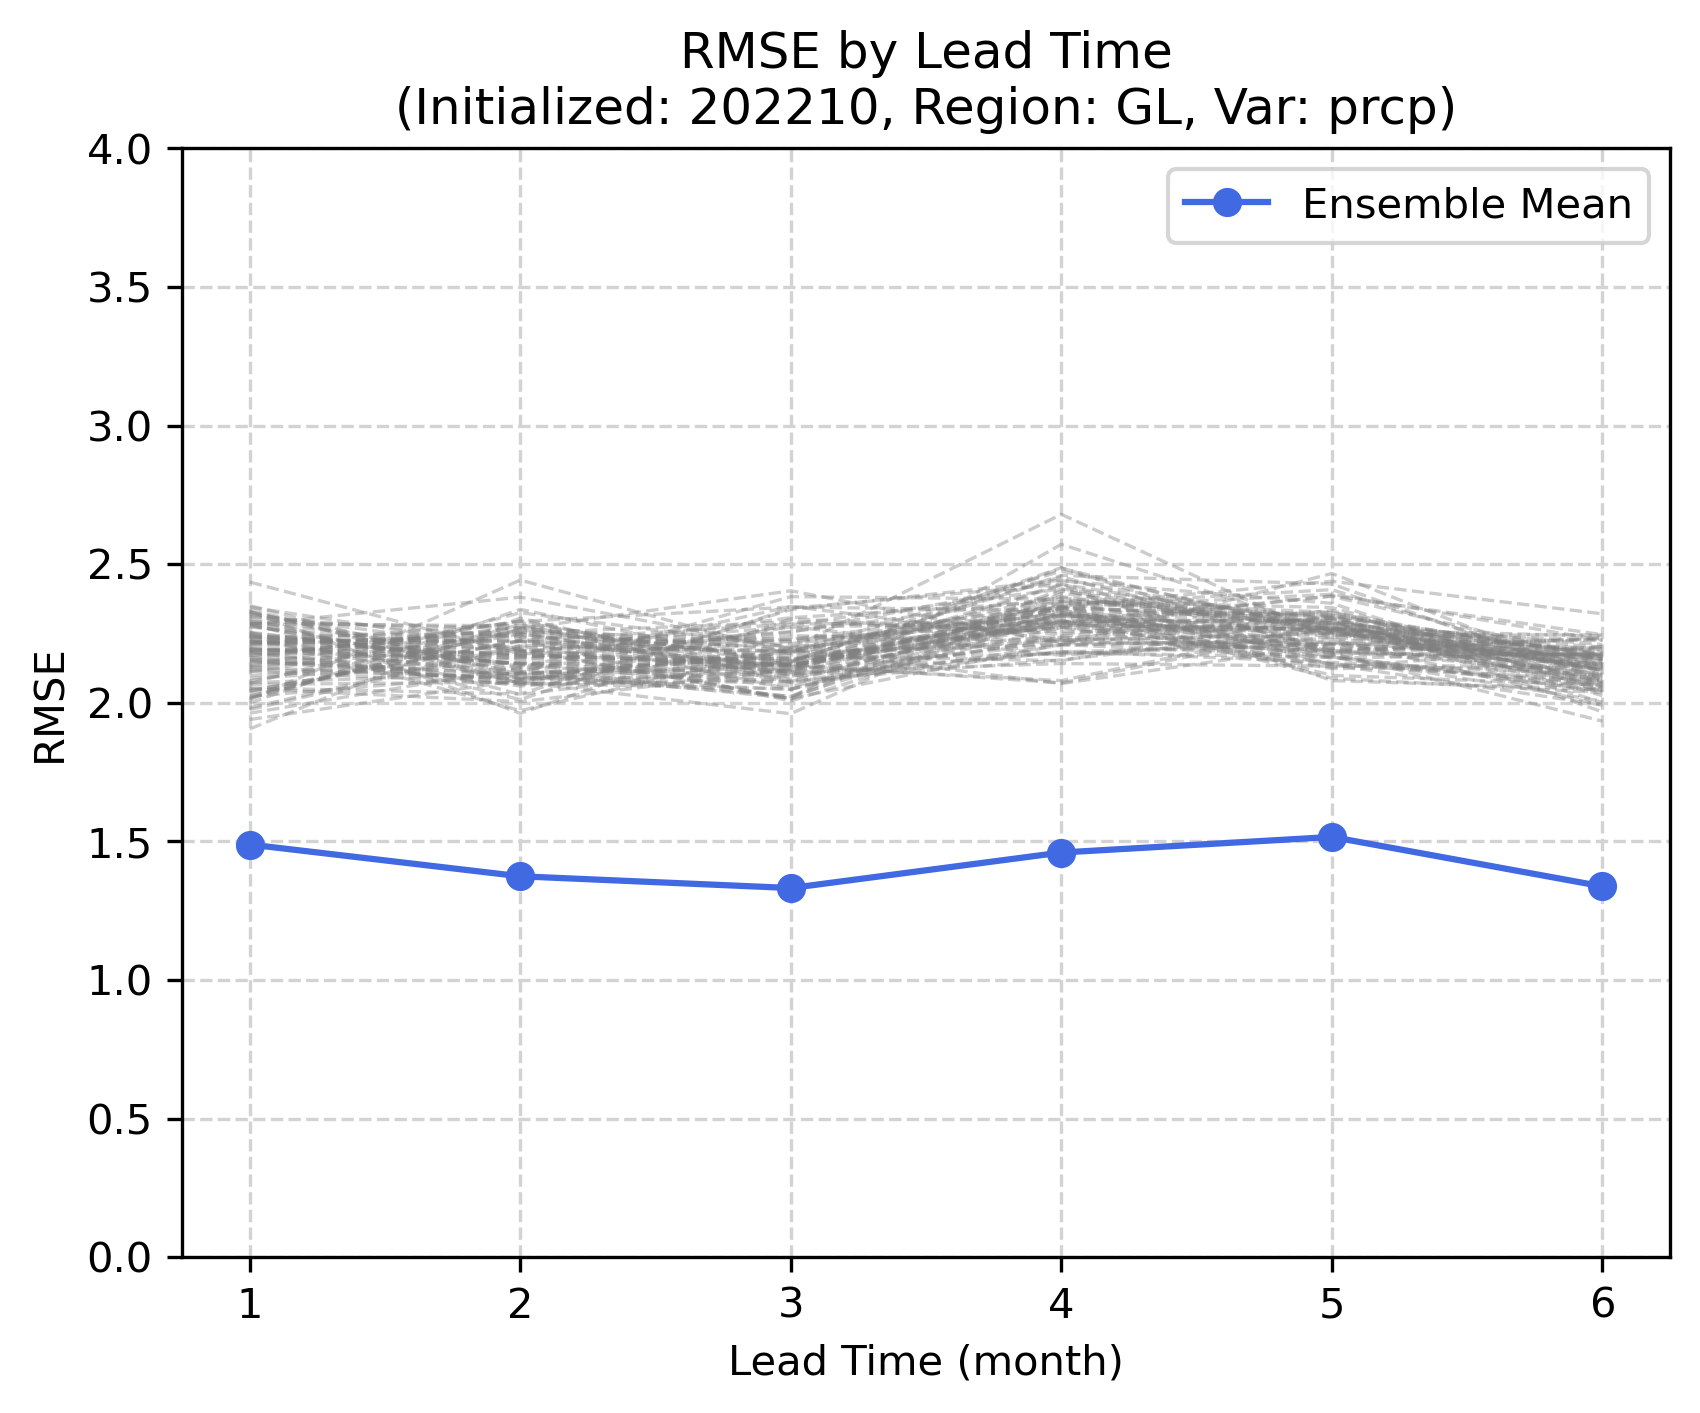 RMSE by Lead Time
(Initialized: 202210, Region: GL, Var: prcp)
4.0
3.5
3.0
2.5
2.0
1.5
1.0
0.5
0.0
RMSE
Ensemble Mean
1 2 3 4 5 6
Lead Time (month)